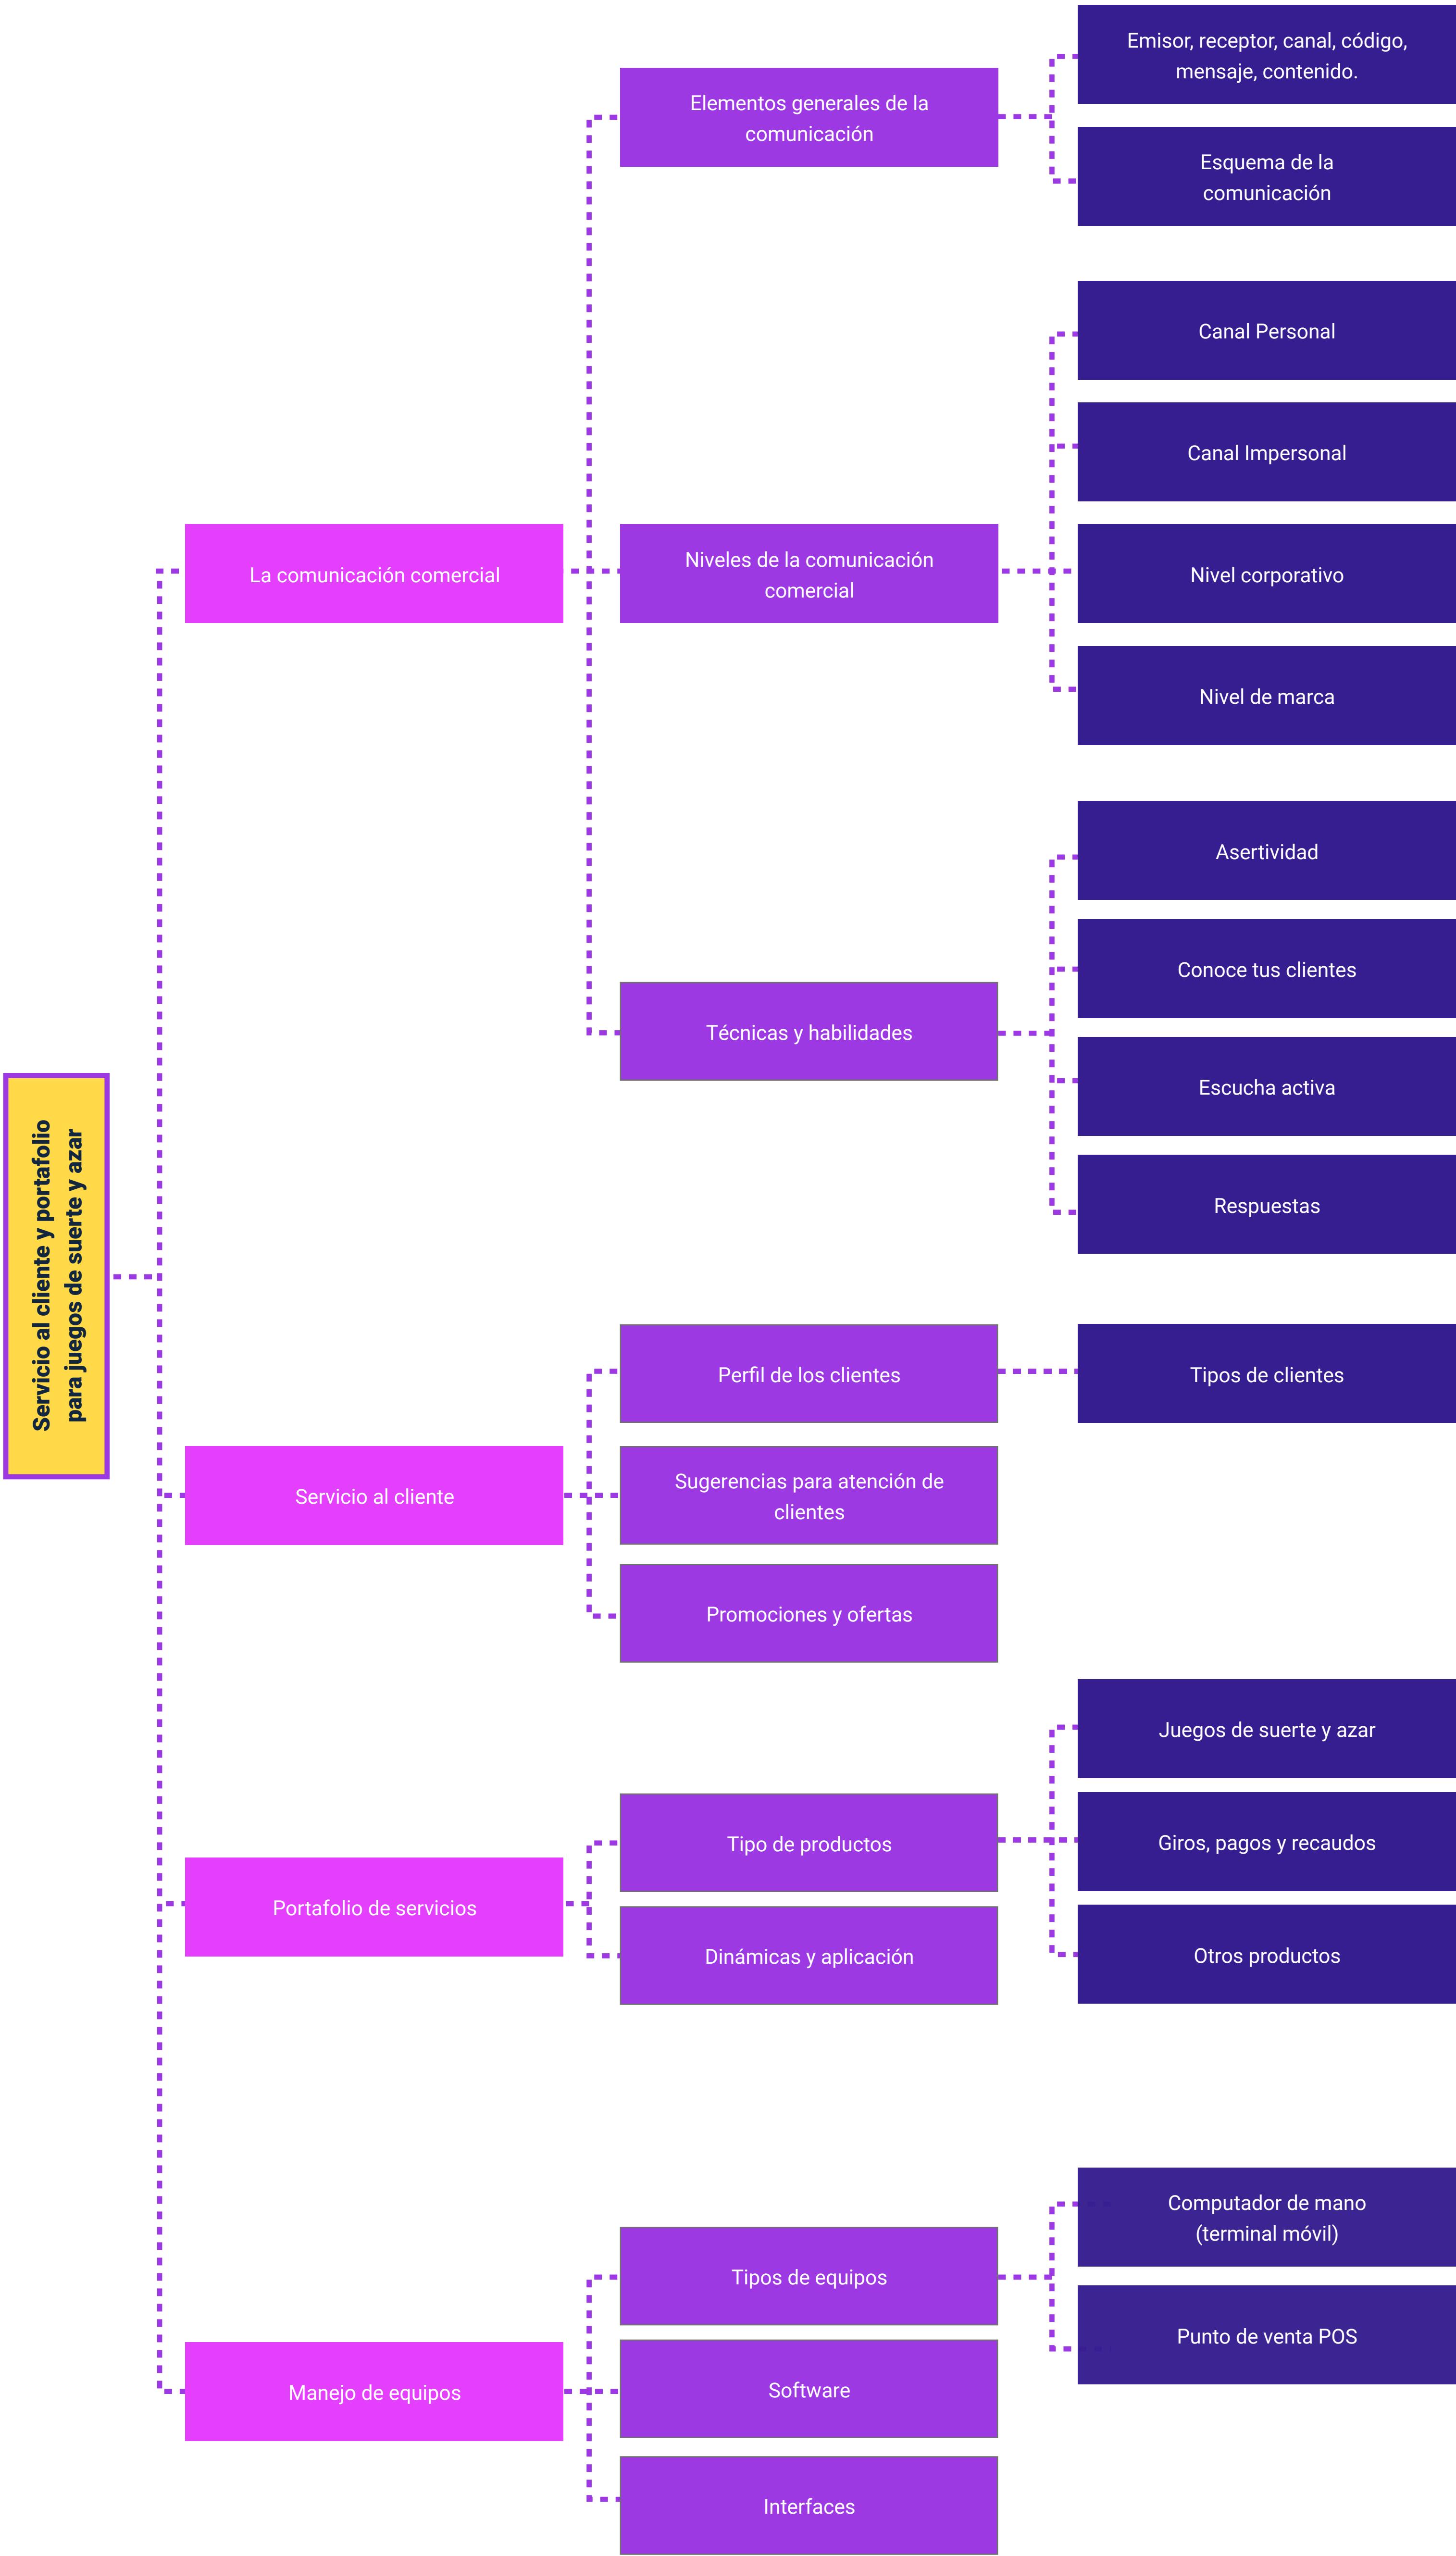 Servicio al cliente y portafolio
para juegos de suerte y azar
La comunicación comercial
Elementos generales de la
comunicación
Emisor, receptor, canal, código,
mensaje, contenido.
Esquema de la
comunicación
Niveles de la comunicación
comercial
Canal Personal
Canal Impersonal
Nivel corporativo
Nivel de marca
Técnicas y habilidades
Asertividad
Conoce tus clientes
Escucha activa
Respuestas
Servicio al cliente
Perfil de los clientes
Tipos de clientes
Sugerencias para atención de
clientes
Promociones y ofertas
Portafolio de servicios
Tipo de productos
Juegos de suerte y azar
Giros, pagos y recaudos
Otros productos
Dinámicas y aplicación
Manejo de equipos
Tipos de equipos
Computador de mano
(terminal móvil)
Punto de venta POS
Software
Interfaces